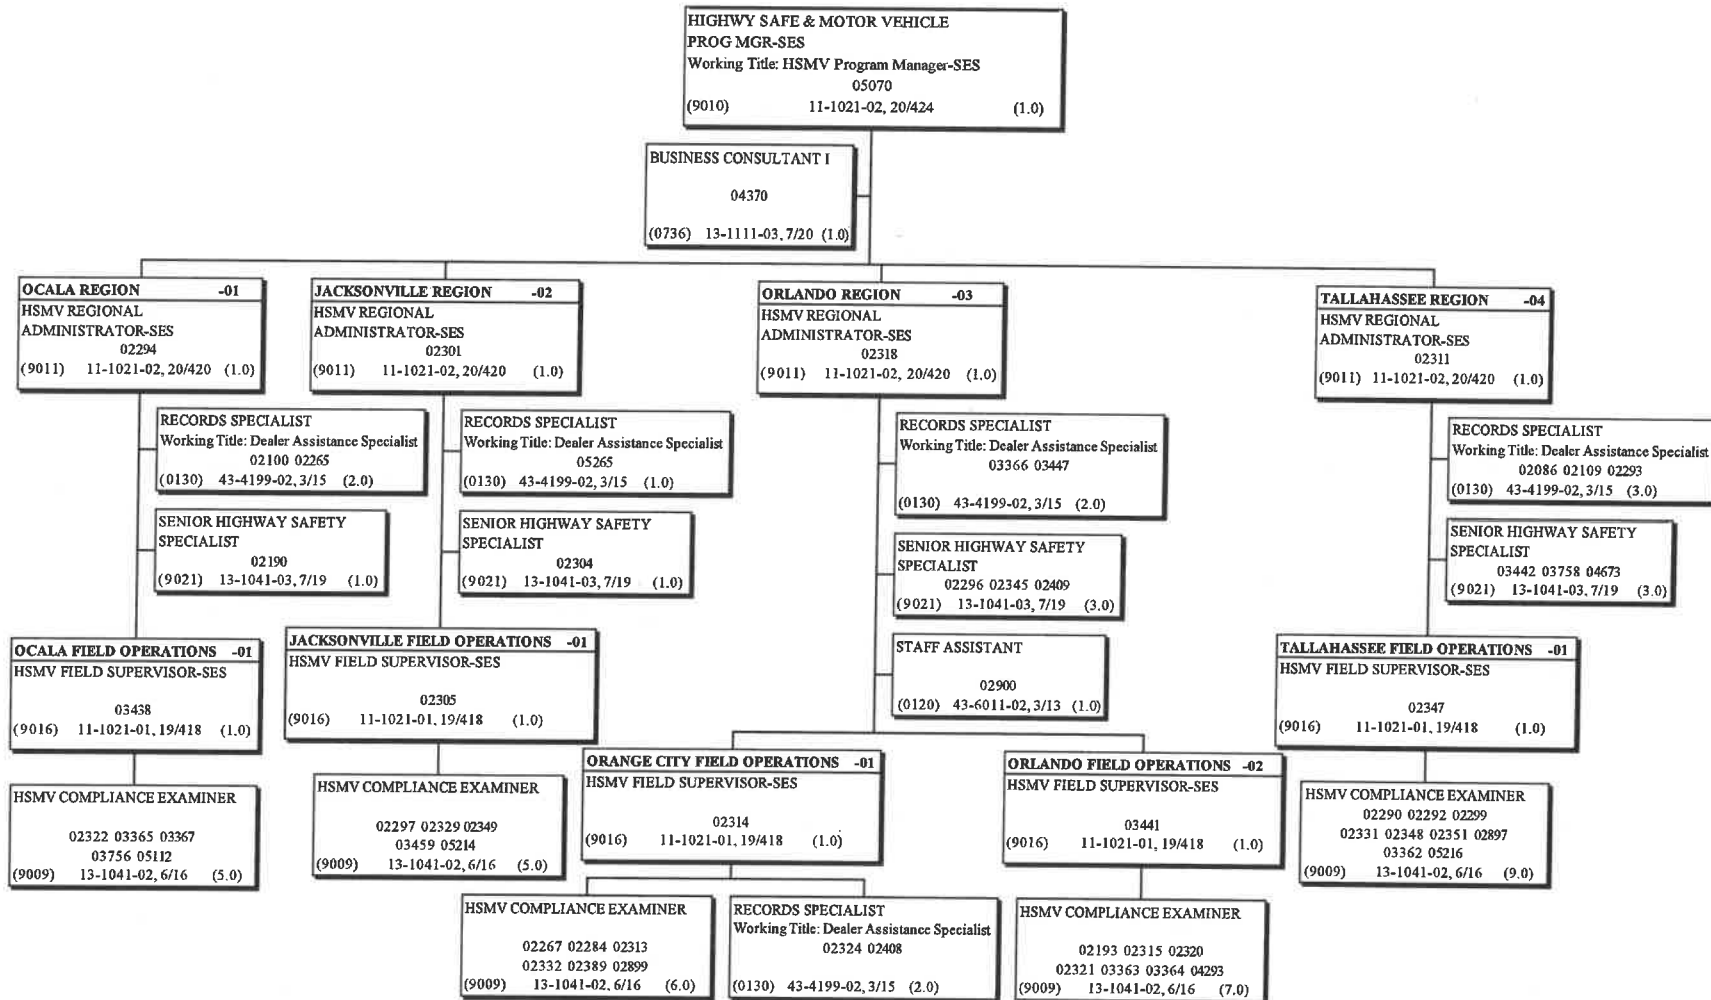 HIGHWY SAFE & MOTOR VEHICLE
PROG MGR-SES
Working Title: HSMV Program Manager-SES
05070
(9010) 11-1021-02, 20/424 (1.0)
BUSINESS CONSULTANT I
04370
(0736) 13-1111-03, 7/20 (1.0)
OCALA REGION -01
HSMV REGIONAL
ADMINISTRATOR-SES
02294
(9011) 11-1021-02, 20/420 (1.0)
JACKSONVILLE REGION -02
HSMV REGIONAL
ADMINISTRATOR-SES
02301
(9011) 11-1021-02, 20/420 (1.0)
ORLANDO REGION -03
HSMV REGIONAL
ADMINISTRATOR-SES
02318
(9011) 11-1021-02, 20/420 (1.0)
TALLAHASSEE REGION -04
HSMV REGIONAL
ADMINISTRATOR-SES
02311
(9011) 11-1021-02, 20/420 (1.0)
RECORDS SPECIALIST
Working Title: Dealer Assistance Specialist
02100 02265
(0130) 43-4199-02, 3/15 (2.0)
RECORDS SPECIALIST
Working Title: Dealer Assistance Specialist
05265
(0130) 43-4199-02, 3/15 (1.0)
RECORDS SPECIALIST
Working Title: Dealer Assistance Specialist
03366 03447
(0130) 43-4199-02, 3/15 (2.0)
RECORDS SPECIALIST
Working Title: Dealer Assistance Specialist
02086 02109 02293
(0130) 43-4199-02, 3/15 (3.0)
SENIOR HIGHWAY SAFETY
SPECIALIST
02190
(9021) 13-1041-03, 7/19 (1.0)
SENIOR HIGHWAY SAFETY
SPECIALIST
02304
(9021) 13-1041-03, 7/19 (1.0)
SENIOR HIGHWAY SAFETY
SPECIALIST
02296 02345 02409
(9021) 13-1041-03, 7/19 (3.0)
SENIOR HIGHWAY SAFETY
SPECIALIST
03442 03758 04673
(9021) 13-1041-03, 7/19 (3.0)
STAFF ASSISTANT
02900
(0120) 43-6011-02, 3/13 (1.0)
OCALA FIELD OPERATIONS -01
HSMV FIELD SUPERVISOR-SES
03438
(9016) 11-1021-01, 19/418 (1.0)
JACKSONVILLE FIELD OPERATIONS -01
HSMV FIELD SUPERVISOR-SES
02305
(9016) 11-1021-01, 19/418 (1.0)
TALLAHASSEE FIELD OPERATIONS -01
HSMV FIELD SUPERVISOR-SES
02347
(9016) 11-1021-01, 19/418 (1.0)
ORANGE CITY FIELD OPERATIONS -01
HSMV FIELD SUPERVISOR-SES
02314
(9016) 11-1021-01, 19/418 (1.0)
ORLANDO FIELD OPERATIONS -02
HSMV FIELD SUPERVISOR-SES
03441
(9016) 11-1021-01, 19/418 (1.0)
HSMV COMPLIANCE EXAMINER
02322 03365 03367
03756 05112
(9009) 13-1041-02, 6/16 (5.0)
HSMV COMPLIANCE EXAMINER
02297 02329 02349
03459 05214
(9009) 13-1041-02, 6/16 (5.0)
HSMV COMPLIANCE EXAMINER
02290 02292 02299
02331 02348 02351 02897
03362 05216
(9009) 13-1041-02, 6/16 (9.0)
HSMV COMPLIANCE EXAMINER
02267 02284 02313
02332 02389 02899
(9009) 13-1041-02, 6/16 (6.0)
RECORDS SPECIALIST
Working Title: Dealer Assistance Specialist
02324 02408
(0130) 43-4199-02, 3/15 (2.0)
HSMV COMPLIANCE EXAMINER
02193 02315 02320
02321 03363 03364 04293
(9009) 13-1041-02, 6/16 (7.0)